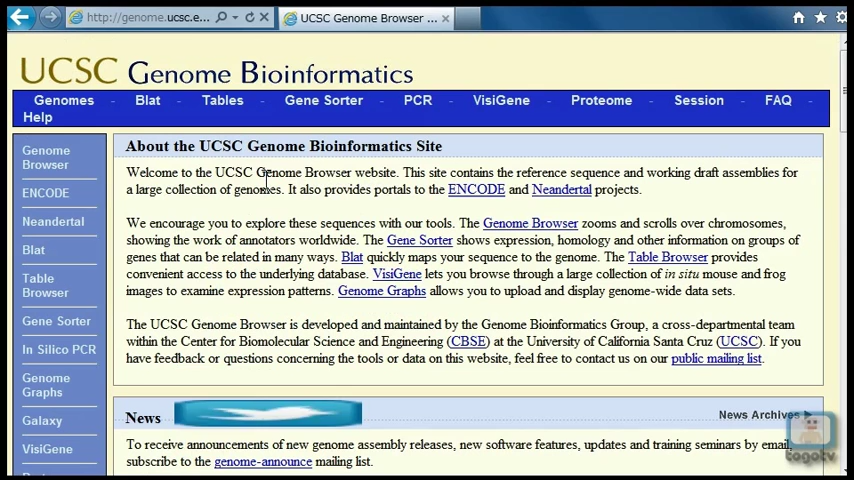 http://genome.ucsc.e...
UCSC Genome Browser ...
UCSC Genome Bioinformatics
Genomes - Blat - Tables - Gene Sorter - PCR - VisiGene - Proteome - Session - FAQ -
Help
Genome
Browser
ENCODE
Neandertal
Blat
Table
Browser
Gene Sorter
In Silico PCR
Genome
Graphs
Galaxy
VisiGene
About the UCSC Genome Bioinformatics Site
Welcome to the UCSC Genome Browser website. This site contains the reference sequence and working draft assemblies for
a large collection of genomes. It also provides portals to the ENCODE and Neandertal projects.
We encourage you to explore these sequences with our tools. The Genome Browser zooms and scrolls over chromosomes,
showing the work of annotators worldwide. The Gene Sorter shows expression, homology and other information on groups of
genes that can be related in many ways. Blat quickly maps your sequence to the genome. The Table Browser provides
convenient access to the underlying database. VisiGene lets you browse through a large collection of in situ mouse and frog
images to examine expression patterns. Genome Graphs allows you to upload and display genome-wide data sets.
The UCSC Genome Browser is developed and maintained by the Genome Bioinformatics Group, a cross-departmental team
within the Center for Biomolecular Science and Engineering (CBSE) at the University of California Santa Cruz (UCSC). If you
have feedback or questions concerning the tools or data on this website, feel free to contact us on our public mailing list.
News
News Archives ►
To receive announcements of new genome assembly releases, new software features, updates and training seminars by email,
subscribe to the genome-announce mailing list.
togotv